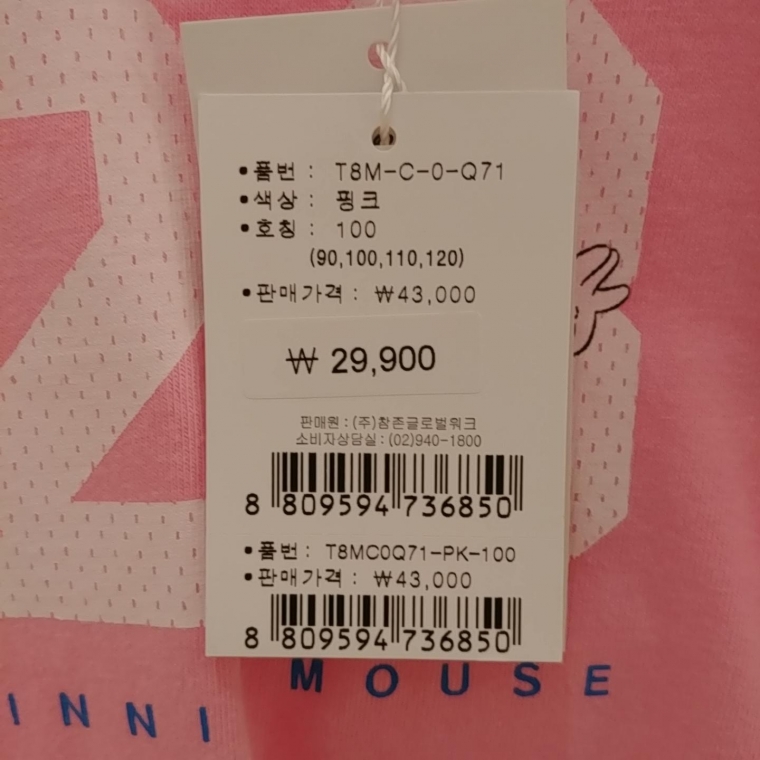 • 품번 : T8M-C-0-Q71
• 색상 : 핑크
• 호칭 : 100
(90,100,110,120)
• 판매가격 : ₩43,000
₩ 29,900
판매원 : (주)참존글로벌워크
소비자상담실 : (02)940-1800
8 809594 736850
• 품번 : T8MC0Q71-PK-100
• 판매가격 : ₩43,000
8 809594 736850
INNI MOUSE